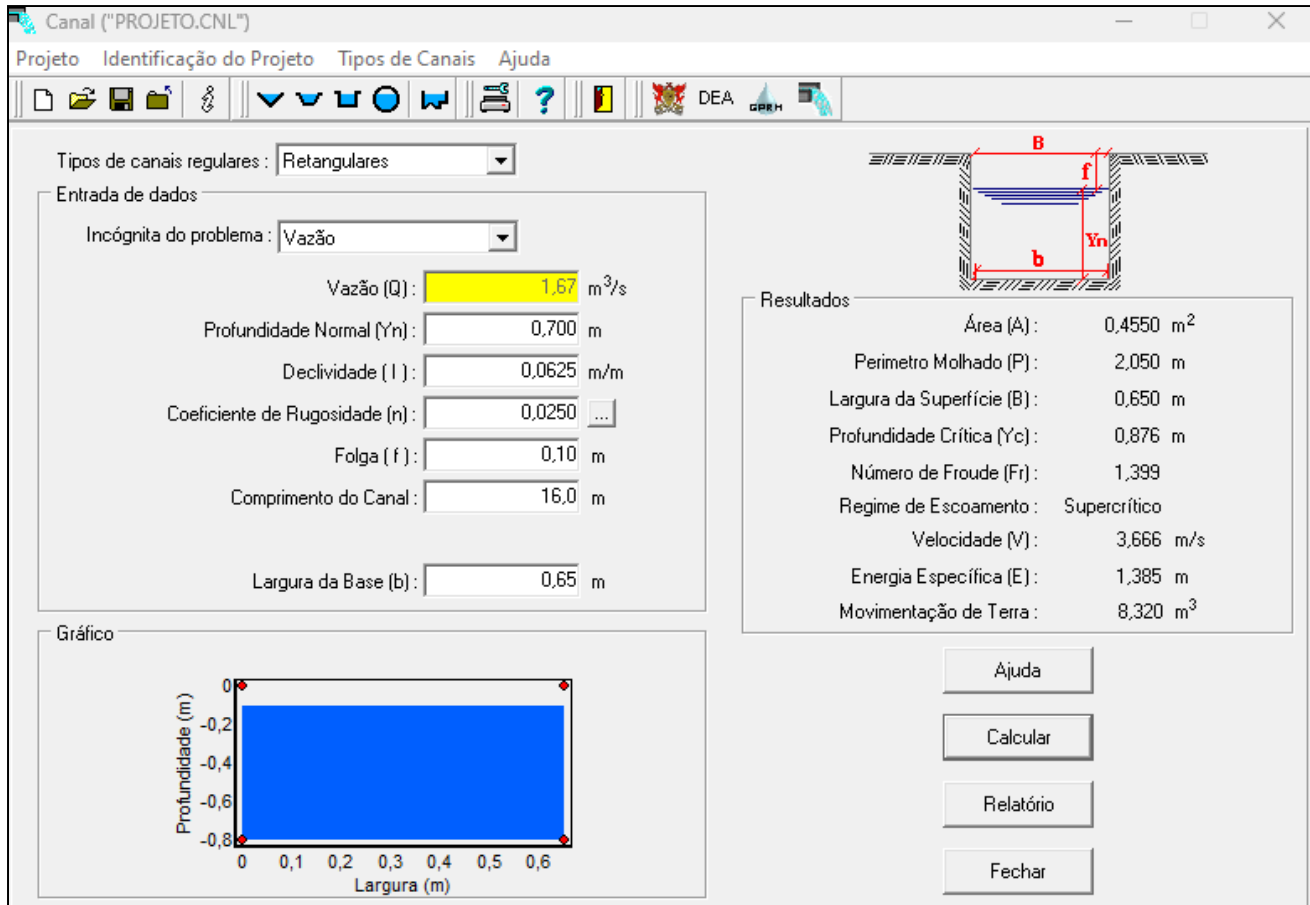 Canal ("PROJETO.CNL")
Projeto Identificação do Projeto Tipos de Canais Ajuda
DEA GPRH
Tipos de canais regulares : Retangulares
Entrada de dados
Incógnita do problema : Vazão
Vazão (Q) : 1,67 m³/s
Profundidade Normal (Yn) : 0,700 m
Declividade ( I ) : 0,0625 m/m
Coeficiente de Rugosidade (n) : 0,0250 ...
Folga ( f ) : 0,10 m
Comprimento do Canal : 16,0 m
Largura da Base (b) : 0,65 m
B
f
Yn
b
Resultados
Área (A) : 0,4550 m²
Perimetro Molhado (P) : 2,050 m
Largura da Superfície (B) : 0,650 m
Profundidade Crítica (Yc) : 0,876 m
Número de Froude (Fr) : 1,399
Regime de Escoamento : Supercrítico
Velocidade (V) : 3,666 m/s
Energia Específica (E) : 1,385 m
Movimentação de Terra : 8,320 m³
Gráfico
Profundidade (m)
0
-0,2
-0,4
-0,6
-0,8
0 0,1 0,2 0,3 0,4 0,5 0,6
Largura (m)
Ajuda
Calcular
Relatório
Fechar